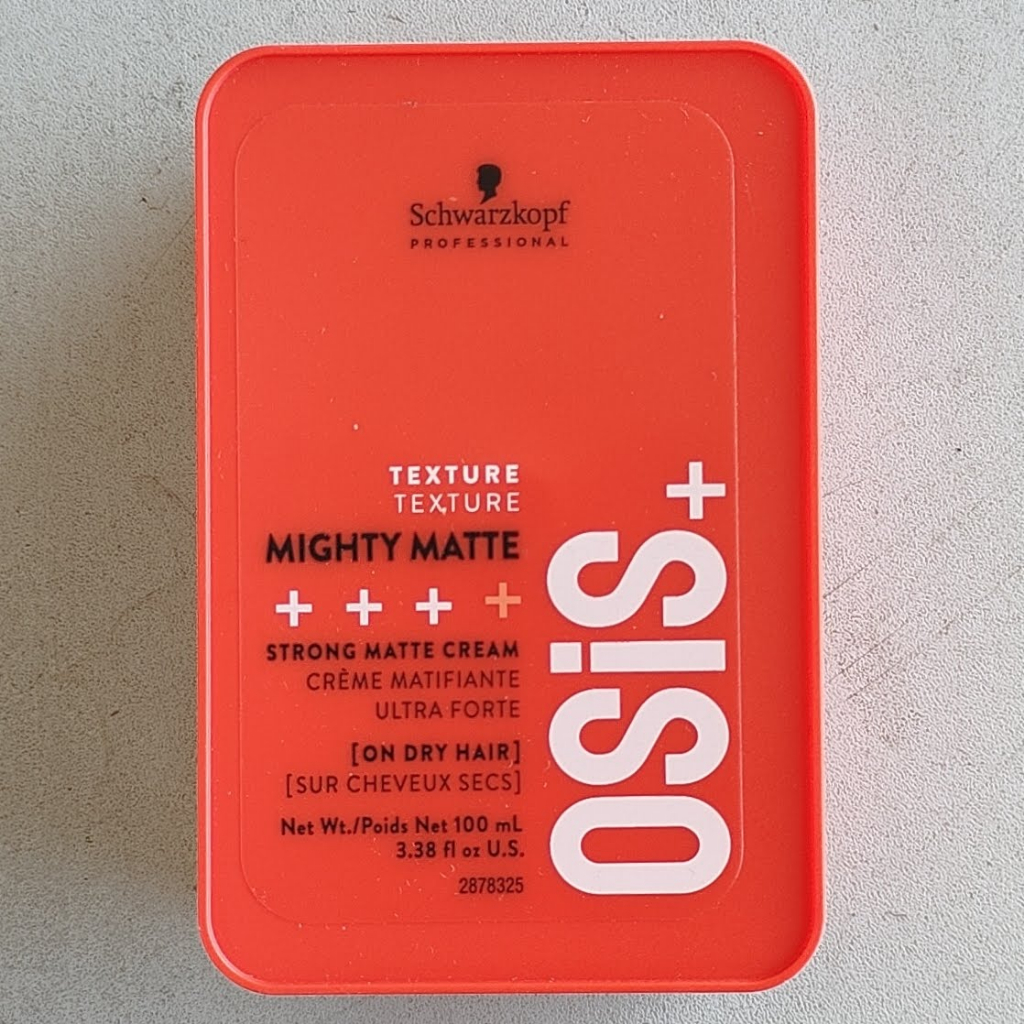 Schwarzkopf
PROFESSIONAL
TEXTURE
TEXTURE
MIGHTY MATTE
+ + + +
STRONG MATTE CREAM
CRÈME MATIFIANTE
ULTRA FORTE
[ON DRY HAIR]
[SUR CHEVEUX SECS]
Net Wt./Poids Net 100 mL
3.38 fl oz U.S.
2878325
OSiS+